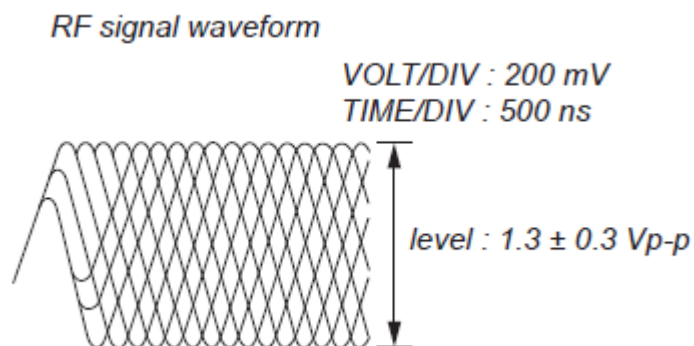 RF signal waveform
VOLT/DIV : 200 mV
TIME/DIV : 500 ns
level : 1.3 ± 0.3 Vp-p